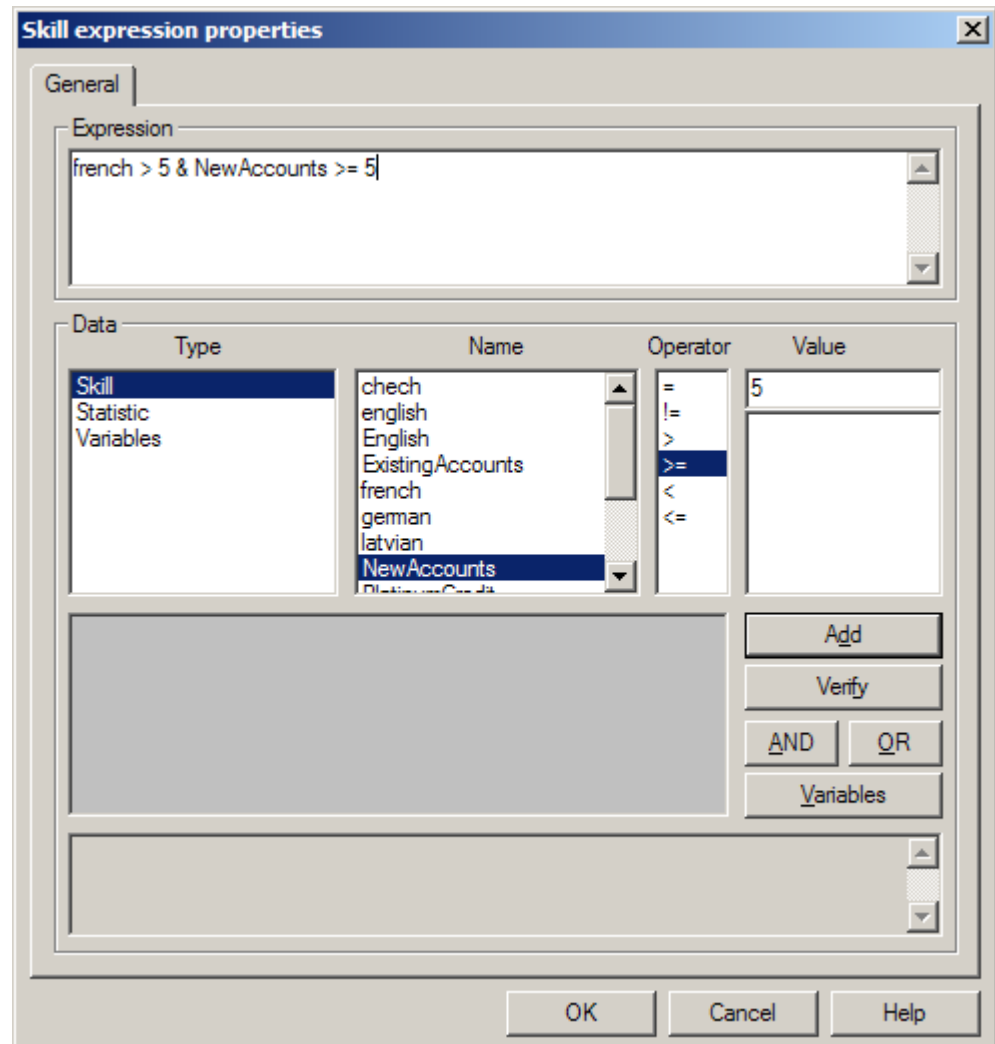 Skill expression properties
General
Expression
french > 5 & NewAccounts >= 5
Data
Type
Name
Operator
Value
Skill
Statistic
Variables
chech
english
English
ExistingAccounts
french
german
latvian
NewAccounts
PlatinumCredit
=
!=
>
>=
<
<=
5
Add
Verify
AND
OR
Variables
OK
Cancel
Help